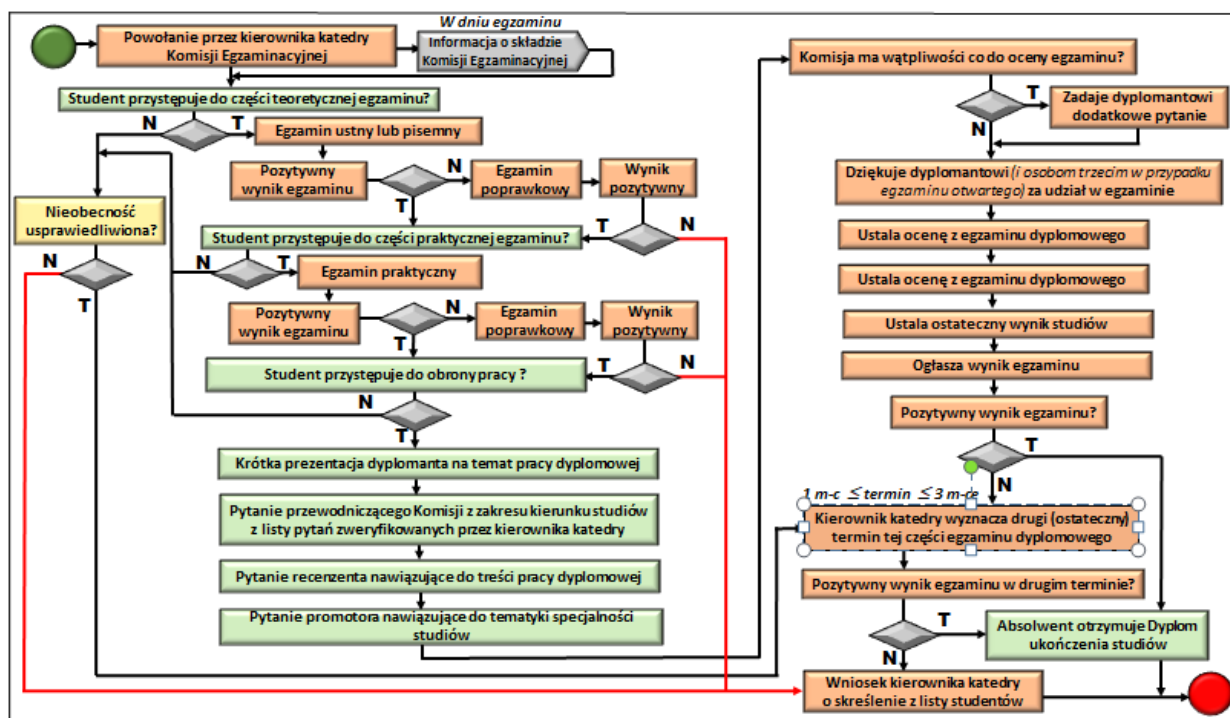 W dniu egzaminu
Powołanie przez kierownika katedry
Komisji Egzaminacyjnej
Informacja o składzie
Komisji Egzaminacyjnej
Student przystępuje do części teoretycznej egzaminu?
N
T
Egzamin ustny lub pisemny
Pozytywny
wynik egzaminu
N
T
Egzamin
poprawkowy
Wynik
pozytywny
T
N
Nieobecność
usprawiedliwiona?
N
T
Student przystępuje do części praktycznej egzaminu?
N
T
Egzamin praktyczny
Pozytywny
wynik egzaminu
N
T
Egzamin
poprawkowy
Wynik
pozytywny
T
N
Student przystępuje do obrony pracy ?
N
T
Krótka prezentacja dyplomanta na temat pracy dyplomowej
Pytanie przewodniczącego Komisji z zakresu kierunku studiów
z listy pytań zweryfikowanych przez kierownika katedry
Pytanie recenzenta nawiązujące do treści pracy dyplomowej
Pytanie promotora nawiązujące do tematyki specjalności
studiów
Komisja ma wątpliwości co do oceny egzaminu?
T
N
Zadaje dyplomantowi
dodatkowe pytanie
Dziękuje dyplomantowi (i osobom trzecim w przypadku
egzaminu otwartego) za udział w egzaminie
Ustala ocenę z egzaminu dyplomowego
Ustala ocenę z egzaminu dyplomowego
Ustala ostateczny wynik studiów
Ogłasza wynik egzaminu
Pozytywny wynik egzaminu?
T
N
1 m-c ≤ termin ≤ 3 m-ce
Kierownik katedry wyznacza drugi (ostateczny)
termin tej części egzaminu dyplomowego
Pozytywny wynik egzaminu w drugim terminie?
T
N
Absolwent otrzymuje Dyplom
ukończenia studiów
Wniosek kierownika katedry
o skreślenie z listy studentów